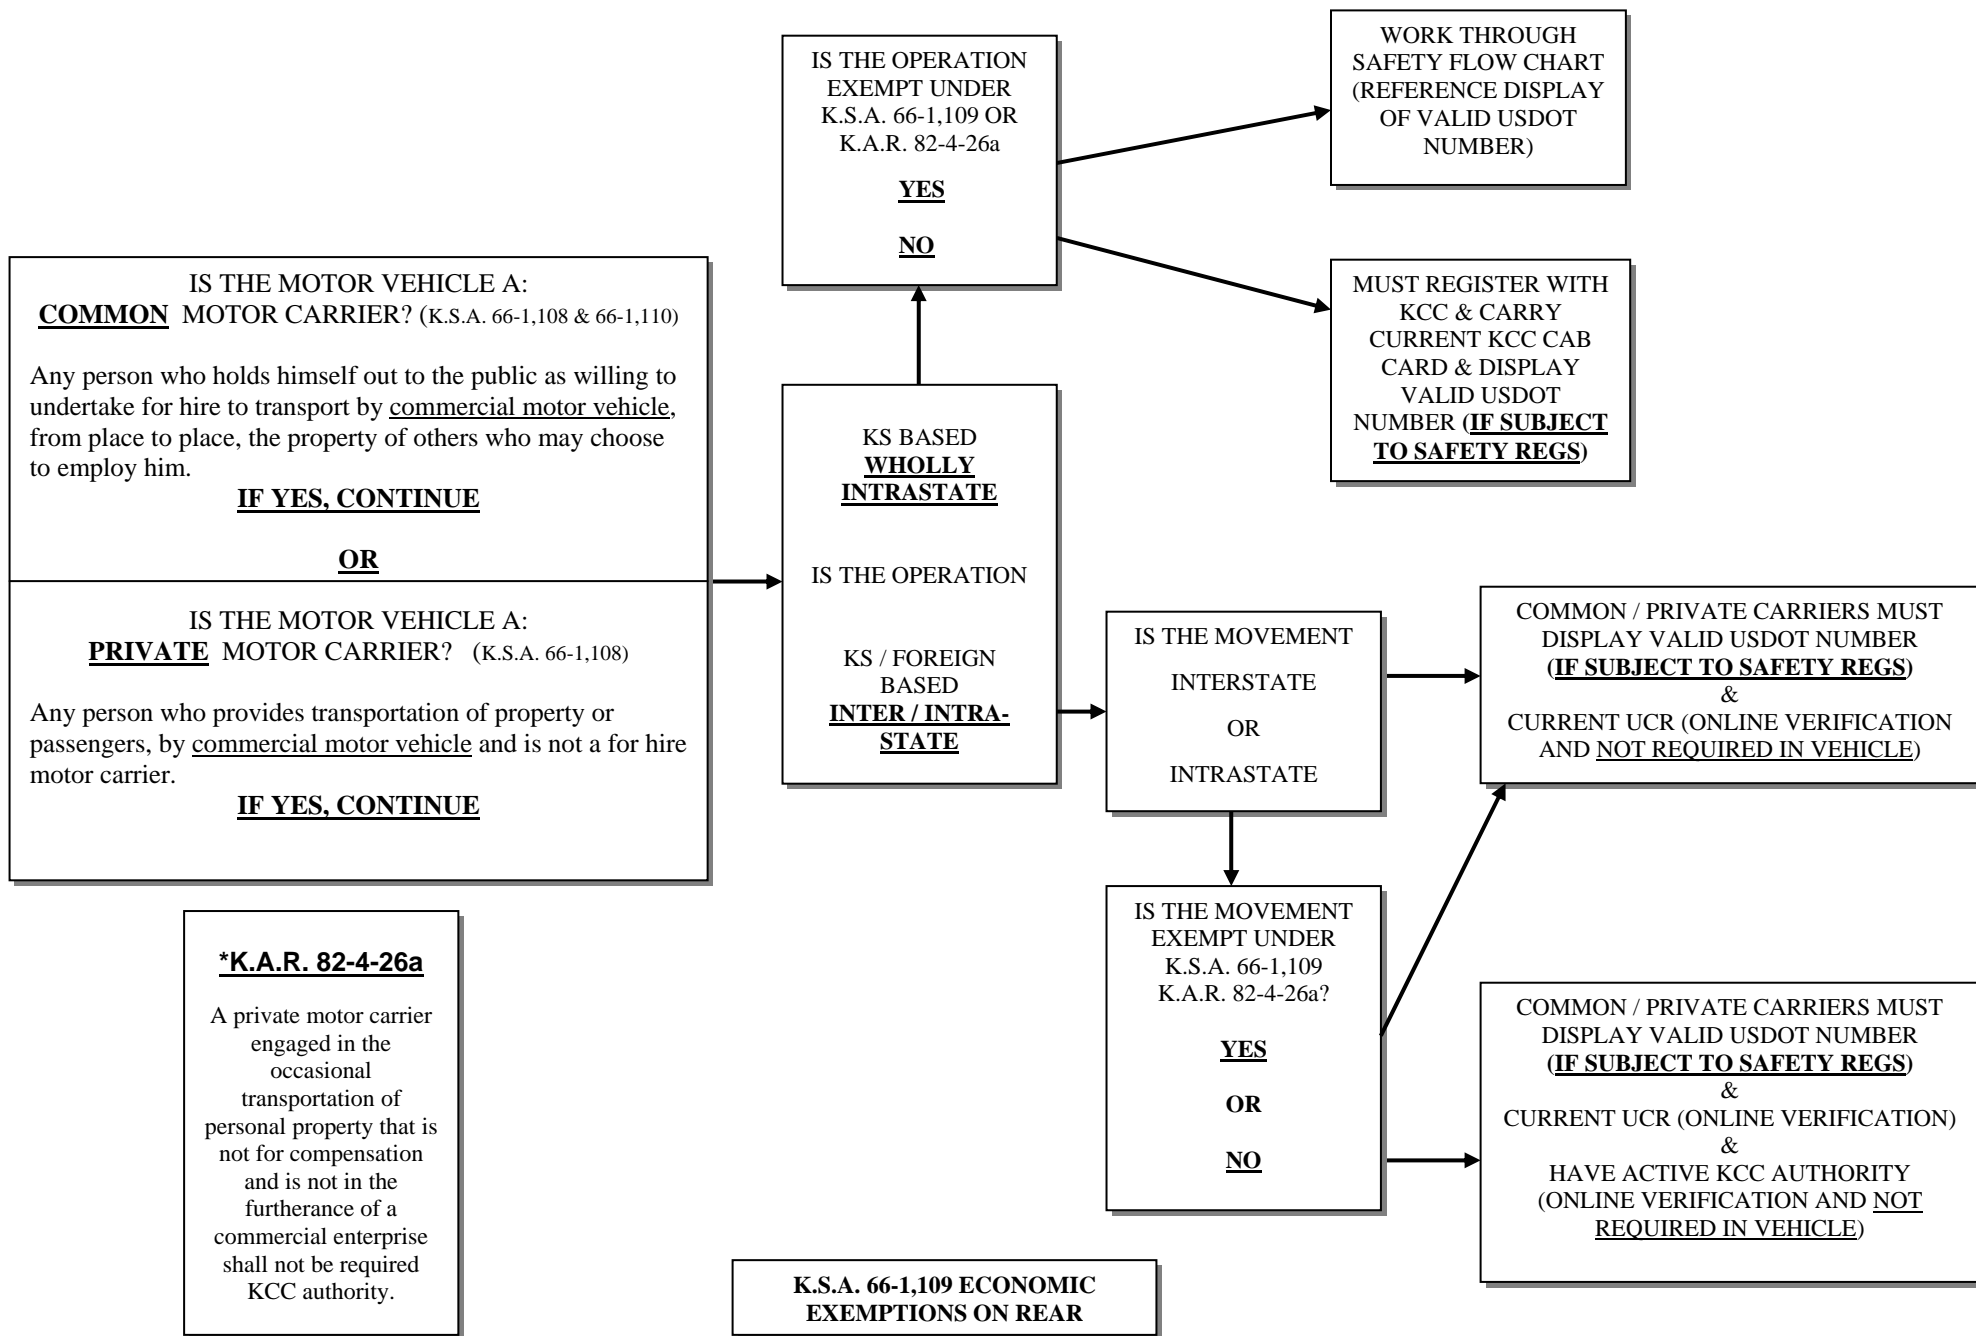 IS THE OPERATION
EXEMPT UNDER
K.S.A. 66-1,109 OR
K.A.R. 82-4-26a
YES
NO
WORK THROUGH
SAFETY FLOW CHART
(REFERENCE DISPLAY
OF VALID USDOT
NUMBER)
MUST REGISTER WITH
KCC & CARRY
CURRENT KCC CAB
CARD & DISPLAY
VALID USDOT
NUMBER (IF SUBJECT
TO SAFETY REGS)
IS THE MOTOR VEHICLE A:
COMMON MOTOR CARRIER? (K.S.A. 66-1,108 & 66-1,110)
Any person who holds himself out to the public as willing to
undertake for hire to transport by commercial motor vehicle,
from place to place, the property of others who may choose
to employ him.
IF YES, CONTINUE
OR
IS THE MOTOR VEHICLE A:
PRIVATE MOTOR CARRIER? (K.S.A. 66-1,108)
Any person who provides transportation of property or
passengers, by commercial motor vehicle and is not a for hire
motor carrier.
IF YES, CONTINUE
KS BASED
WHOLLY
INTRASTATE
IS THE OPERATION
KS / FOREIGN
BASED
INTER / INTRA-
STATE
IS THE MOVEMENT
INTERSTATE
OR
INTRASTATE
COMMON / PRIVATE CARRIERS MUST
DISPLAY VALID USDOT NUMBER
(IF SUBJECT TO SAFETY REGS)
&
CURRENT UCR (ONLINE VERIFICATION
AND NOT REQUIRED IN VEHICLE)
IS THE MOVEMENT
EXEMPT UNDER
K.S.A. 66-1,109
K.A.R. 82-4-26a?
YES
OR
NO
COMMON / PRIVATE CARRIERS MUST
DISPLAY VALID USDOT NUMBER
(IF SUBJECT TO SAFETY REGS)
&
CURRENT UCR (ONLINE VERIFICATION)
&
HAVE ACTIVE KCC AUTHORITY
(ONLINE VERIFICATION AND NOT
REQUIRED IN VEHICLE)
*K.A.R. 82-4-26a
A private motor carrier
engaged in the
occasional
transportation of
personal property that is
not for compensation
and is not in the
furtherance of a
commercial enterprise
shall not be required
KCC authority.
K.S.A. 66-1,109 ECONOMIC
EXEMPTIONS ON REAR